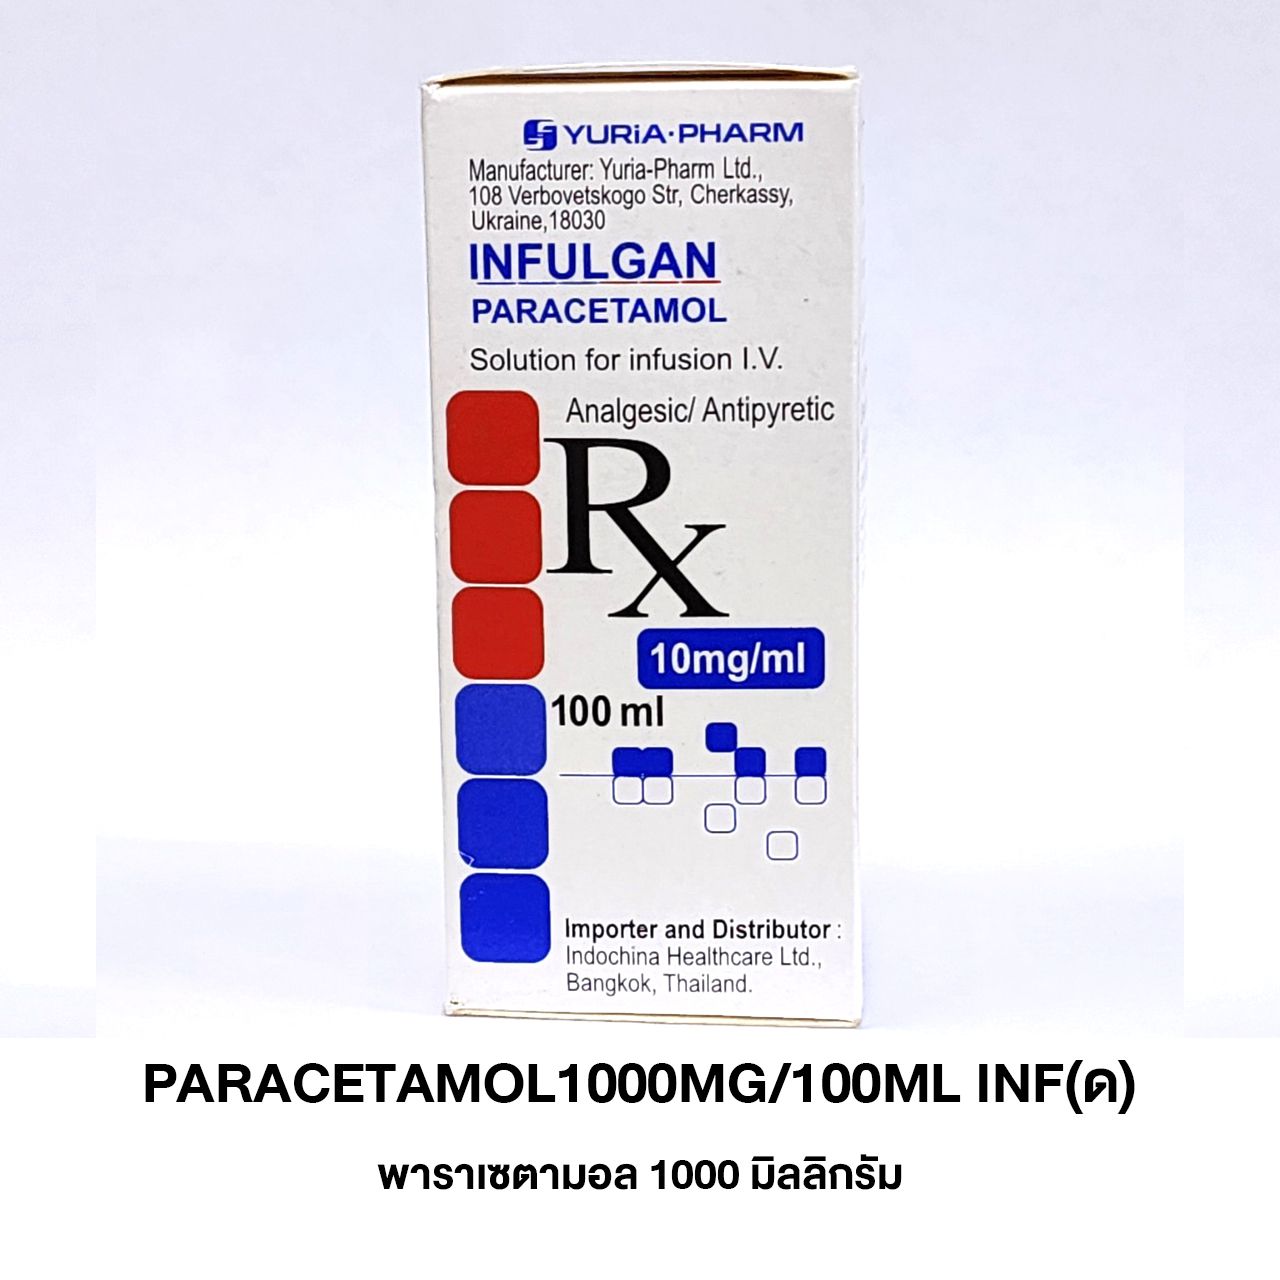 YURiA·PHARM
Manufacturer: Yuria-Pharm Ltd.,
108 Verbovetskogo Str, Cherkassy,
Ukraine,18030
INFULGAN
PARACETAMOL
Solution for infusion I.V.
Analgesic/ Antipyretic
Rx
10mg/ml
100 ml
Importer and Distributor :
Indochina Healthcare Ltd.,
Bangkok, Thailand.
PARACETAMOL1000MG/100ML INF(ด)
พาราเซตามอล 1000 มิลลิกรัม